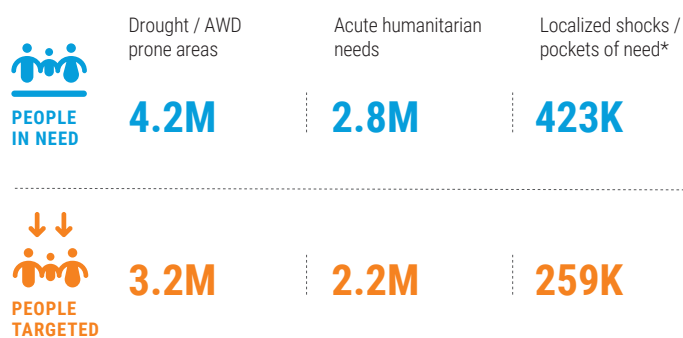 Drought / AWD
prone areas
Acute humanitarian
needs
Localized shocks /
pockets of need*
PEOPLE
IN NEED
4.2M
2.8M
423K
PEOPLE
TARGETED
3.2M
2.2M
259K